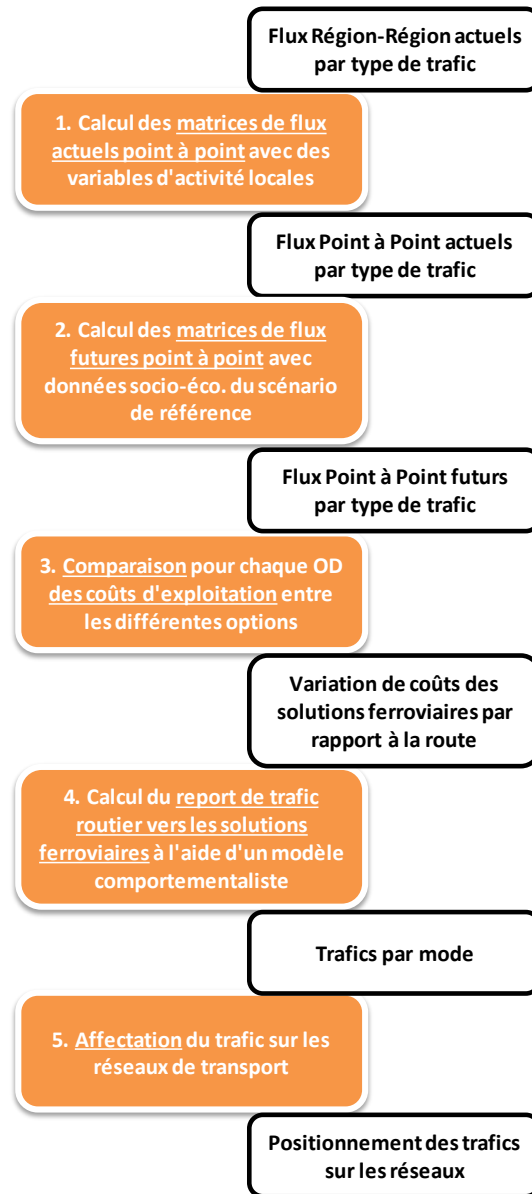 Flux Région-Région actuels
par type de trafic
1. Calcul des matrices de flux
actuels point à point avec des
variables d'activité locales
Flux Point à Point actuels
par type de trafic
2. Calcul des matrices de flux
futures point à point avec
données socio-éco. du scénario
de référence
Flux Point à Point futurs
par type de trafic
3. Comparaison pour chaque OD
des coûts d'exploitation entre
les différentes options
Variation de coûts des
solutions ferroviaires par
rapport à la route
4. Calcul du report de trafic
routier vers les solutions
ferroviaires à l'aide d'un modèle
comportementaliste
Trafics par mode
5. Affectation du trafic sur les
réseaux de transport
Positionnement des trafics
sur les réseaux